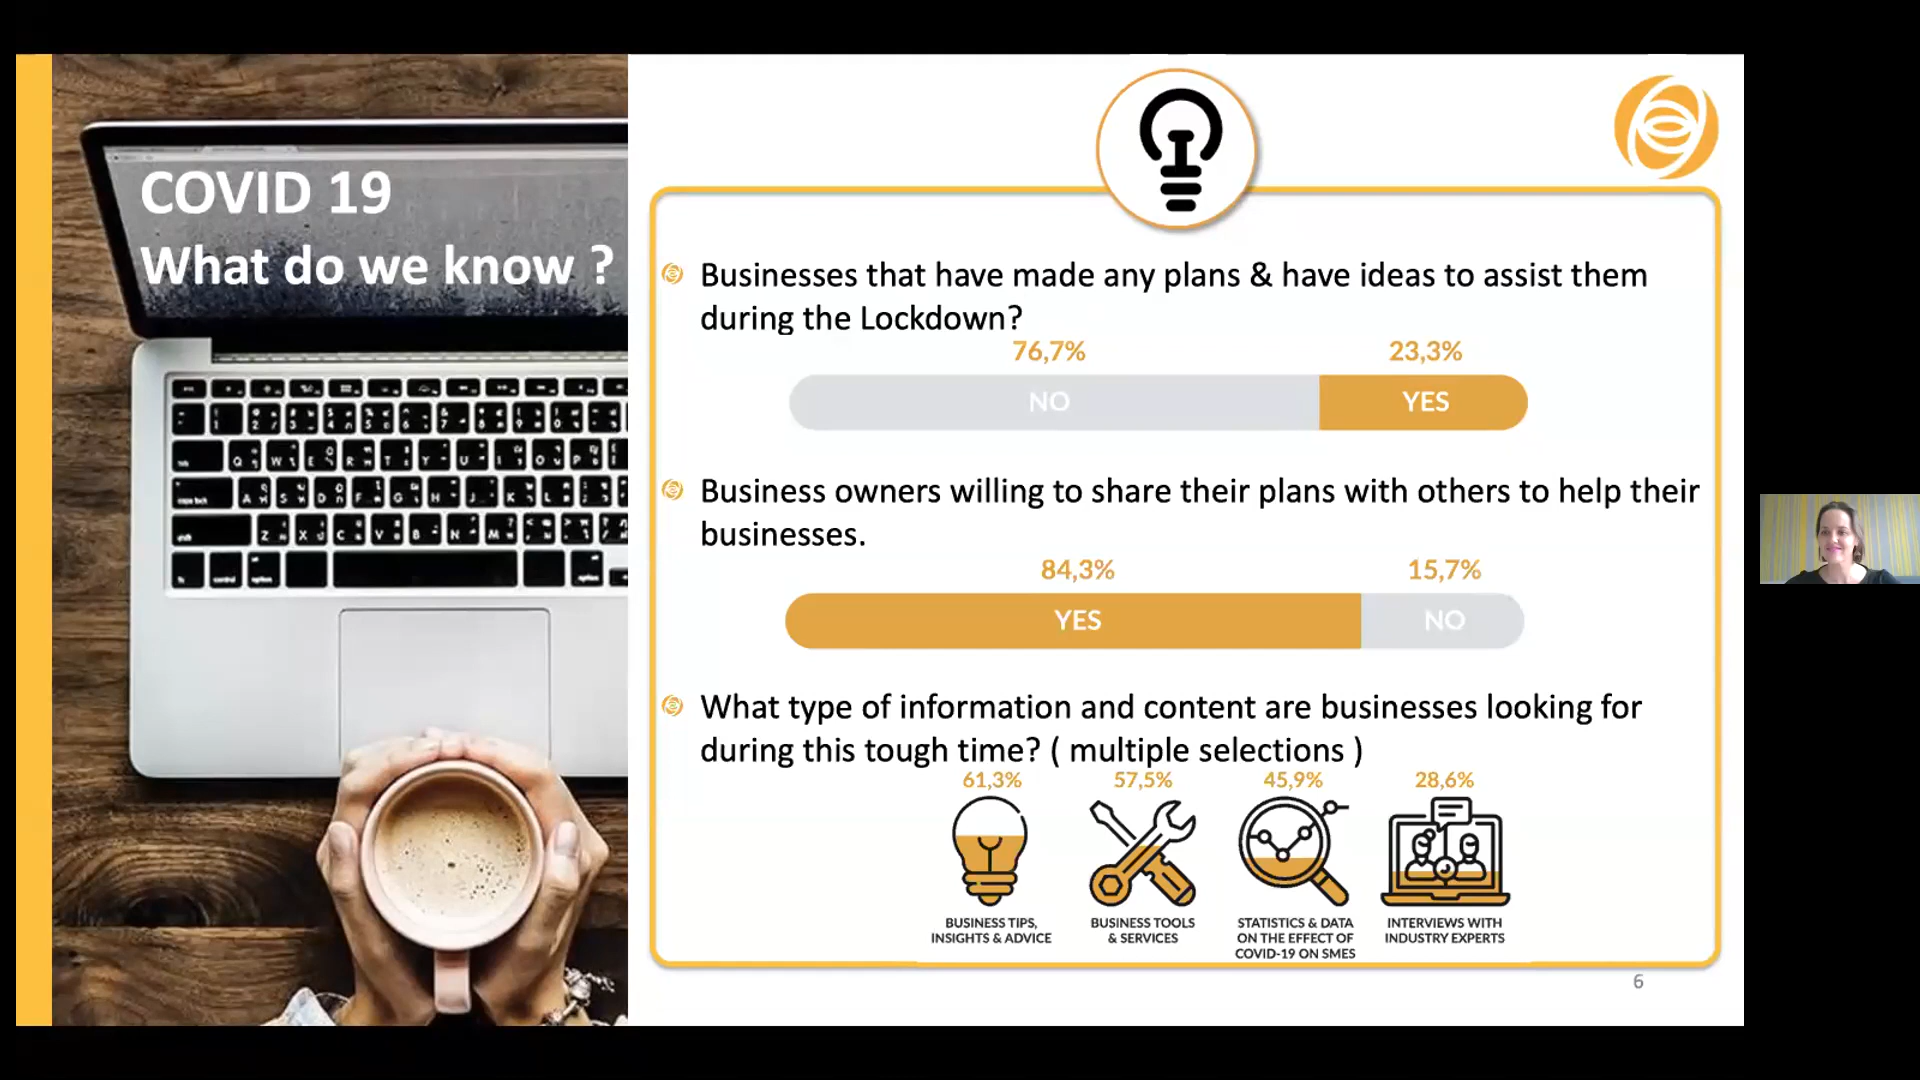 COVID 19
What do we know ?
Businesses that have made any plans & have ideas to assist them
during the Lockdown?
76,7% 23,3%
NO YES
Business owners willing to share their plans with others to help their
businesses.
84,3% 15,7%
YES NO
What type of information and content are businesses looking for
during this tough time? ( multiple selections )
61,3% 57,5% 45,9% 28,6%
BUSINESS TIPS,
INSIGHTS & ADVICE
BUSINESS TOOLS
& SERVICES
STATISTICS & DATA
ON THE EFFECT OF
COVID-19 ON SMES
INTERVIEWS WITH
INDUSTRY EXPERTS
6